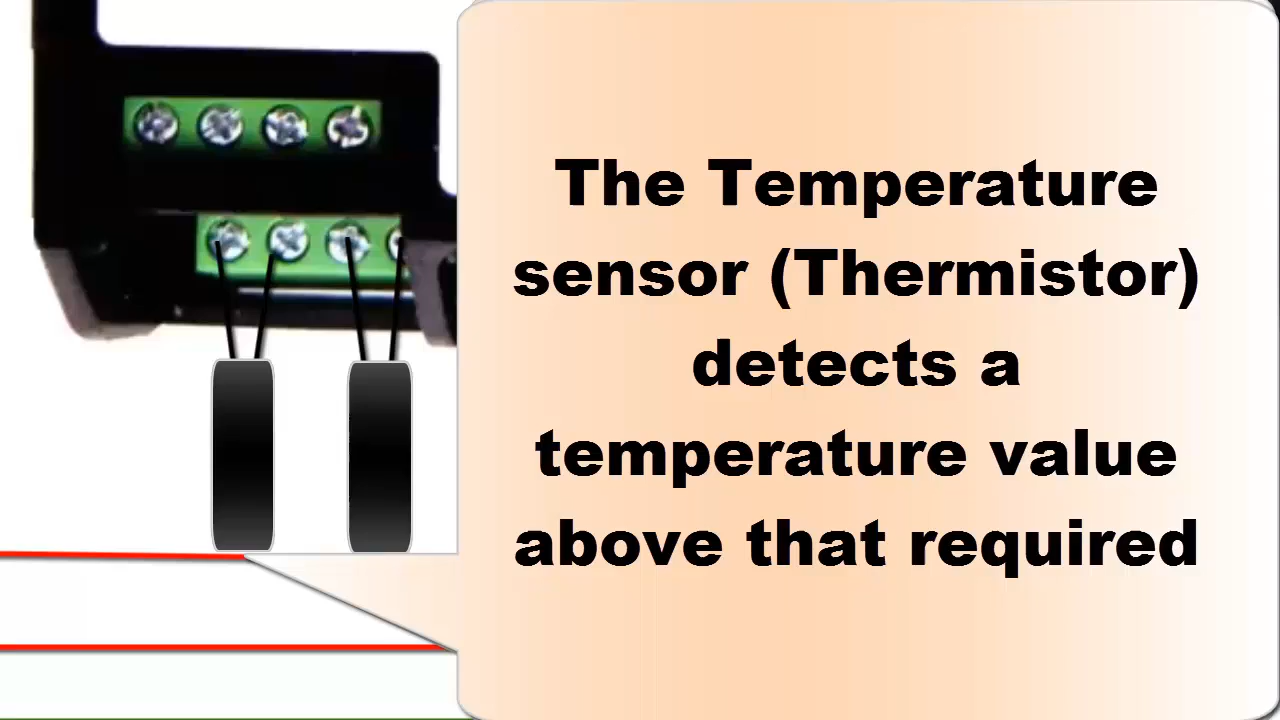 The Temperature
sensor (Thermistor)
detects a
temperature value
above that required